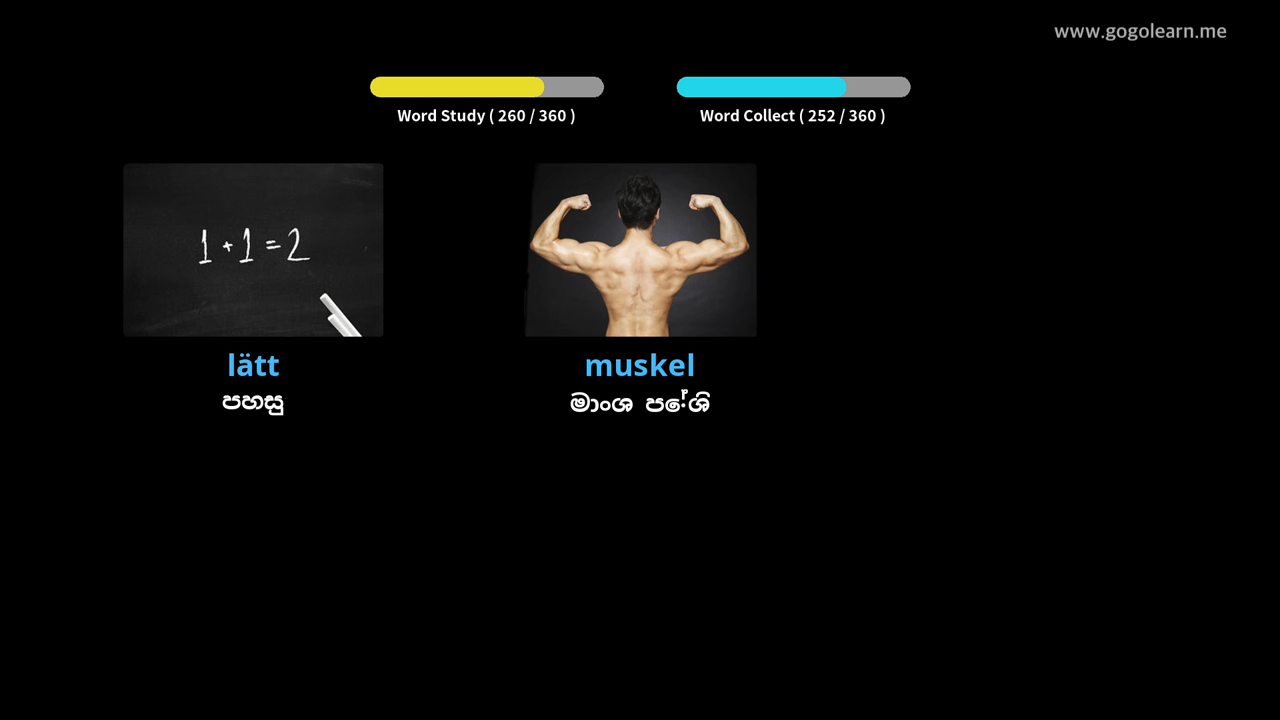 www.gogolearn.me
Word Study ( 260 / 360 )
Word Collect ( 252 / 360 )
1 + 1 = 2
lätt
පහසු
muskel
මාංශ පේශි